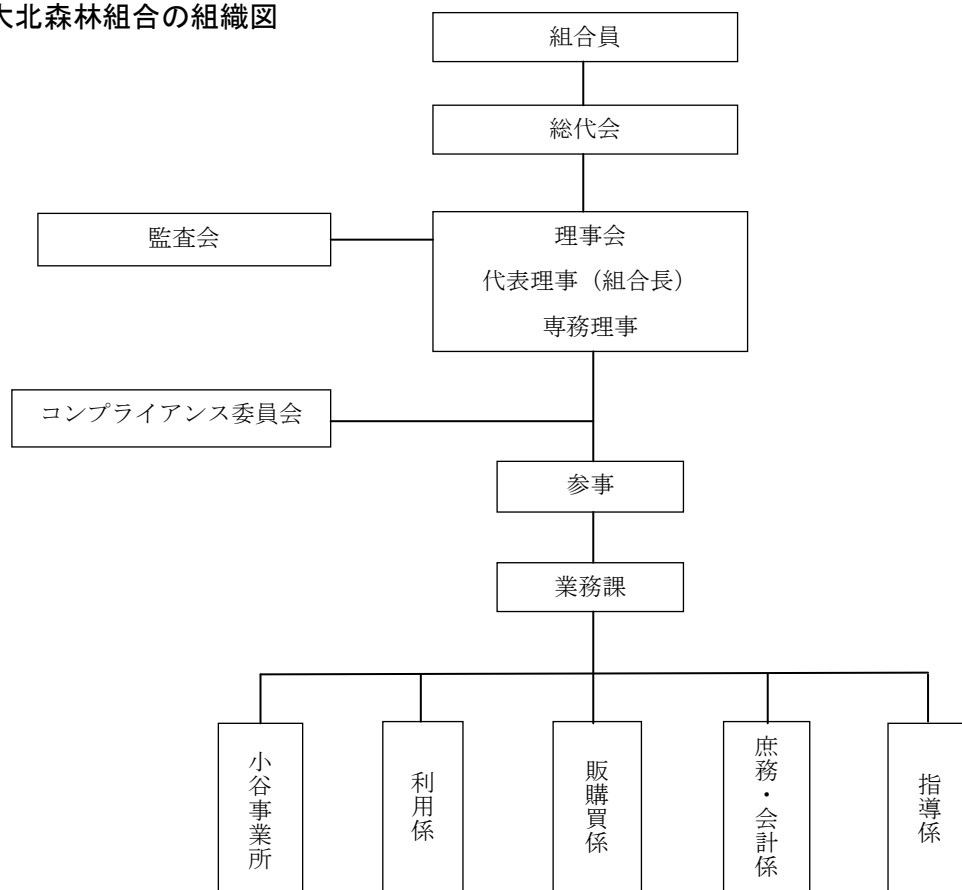 大北森林組合の組織図
組合員
総代会
監査会
理事会
代表理事（組合長）
専務理事
コンプライアンス委員会
参事
業務課
小谷事業所
利用係
販購買係
庶務・会計係
指導係